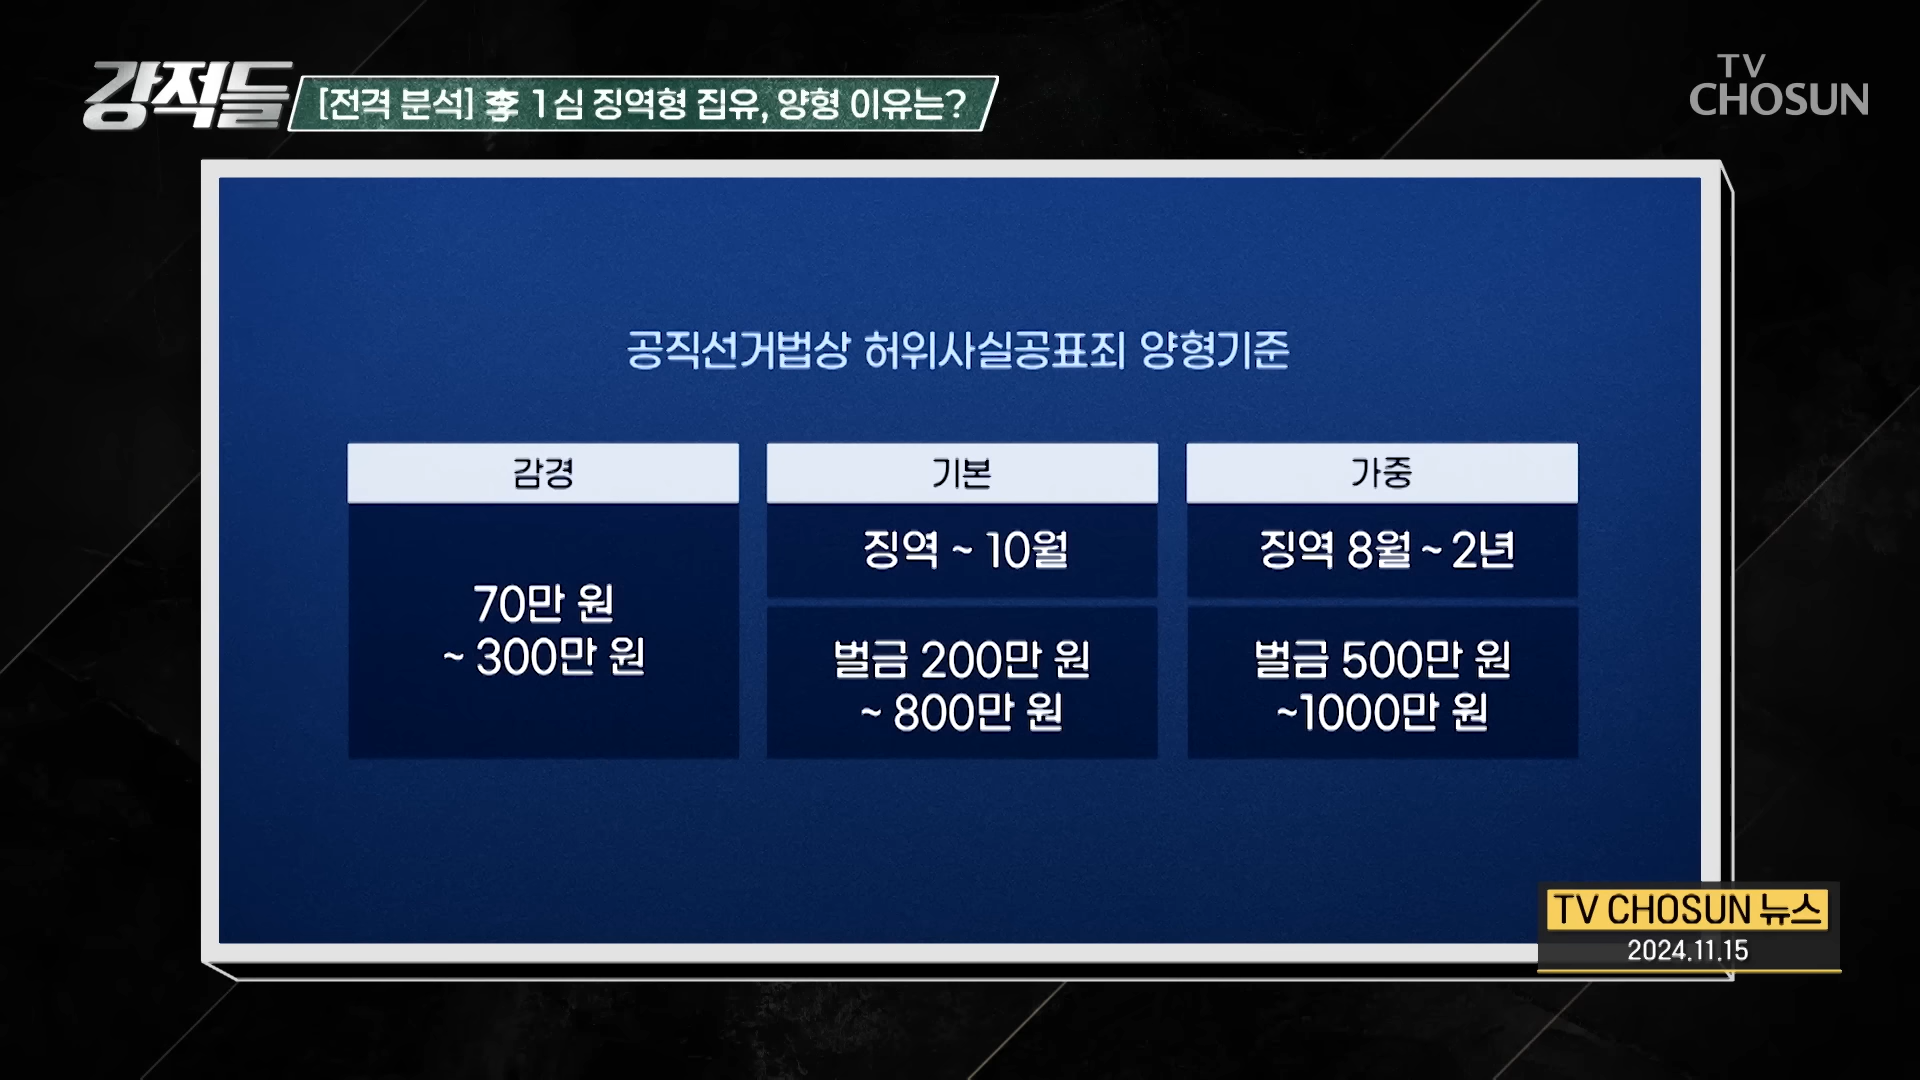 강적들
[전격 분석] 李 1심 징역형 집유, 양형 이유는?
TV
CHOSUN
공직선거법상 허위사실공표죄 양형기준
감경
70만 원
~ 300만 원
기본
징역 ~ 10월
벌금 200만 원
~ 800만 원
가중
징역 8월 ~ 2년
벌금 500만 원
~1000만 원
TV CHOSUN 뉴스
2024.11.15